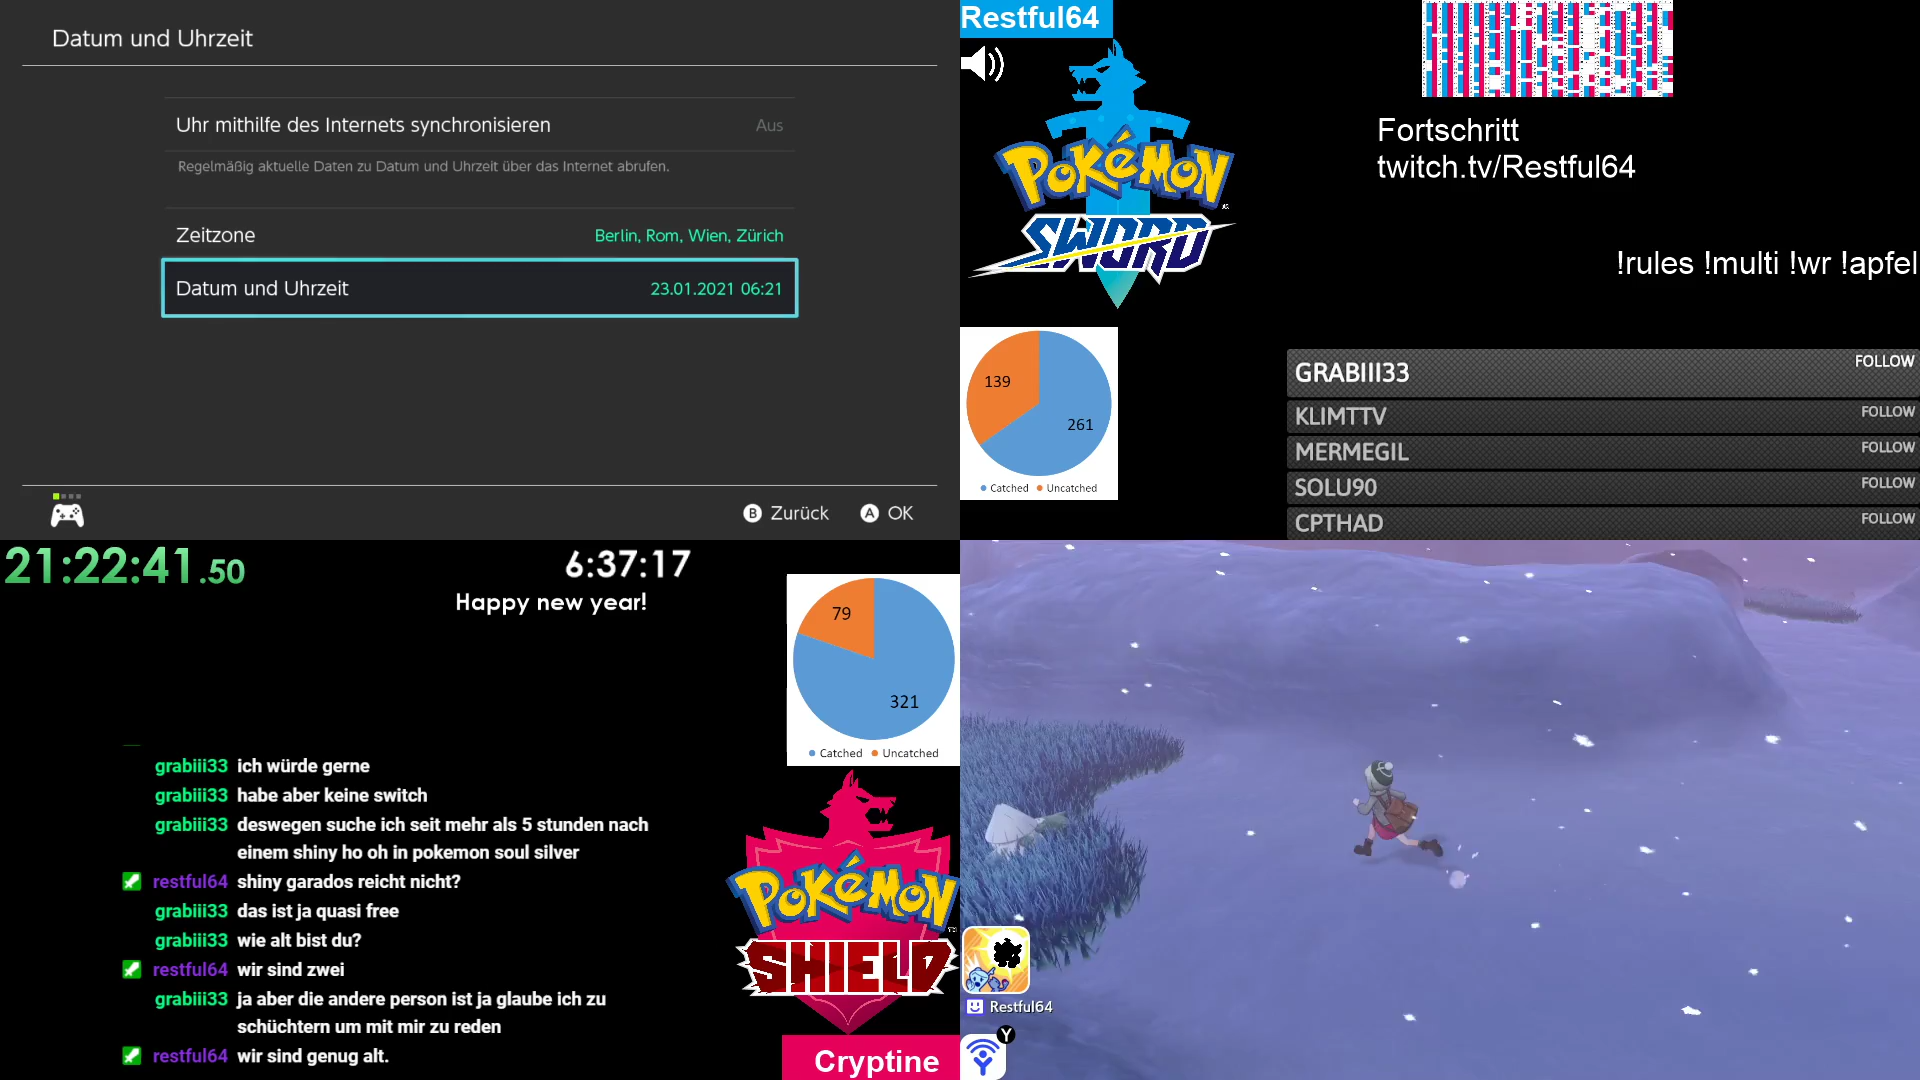 Datum und Uhrzeit
Uhr mithilfe des Internets synchronisieren Aus
Regelmäßig aktuelle Daten zu Datum und Uhrzeit über das Internet abrufen.
Zeitzone Berlin, Rom, Wien, Zürich
Datum und Uhrzeit 23.01.2021 06:21
B Zurück A OK
Restful64
POKéMON
SWORD
Fortschritt
twitch.tv/Restful64
!rules !multi !wr !apfel
139
261
Catched Uncatched
GRABIII33 FOLLOW
KLIMTTV FOLLOW
MERMEGIL FOLLOW
SOLU90 FOLLOW
CPTHAD FOLLOW
21:22:41.50
6:37:17
Happy new year!
79
321
Catched Uncatched
grabiii33 ich würde gerne
grabiii33 habe aber keine switch
grabiii33 deswegen suche ich seit mehr als 5 stunden nach
einem shiny ho oh in pokemon soul silver
restful64 shiny garados reicht nicht?
grabiii33 das ist ja quasi free
grabiii33 wie alt bist du?
restful64 wir sind zwei
grabiii33 ja aber die andere person ist ja glaube ich zu
schüchtern um mit mir zu reden
restful64 wir sind genug alt.
POKéMON
SHIELD
Cryptine
Restful64
Y